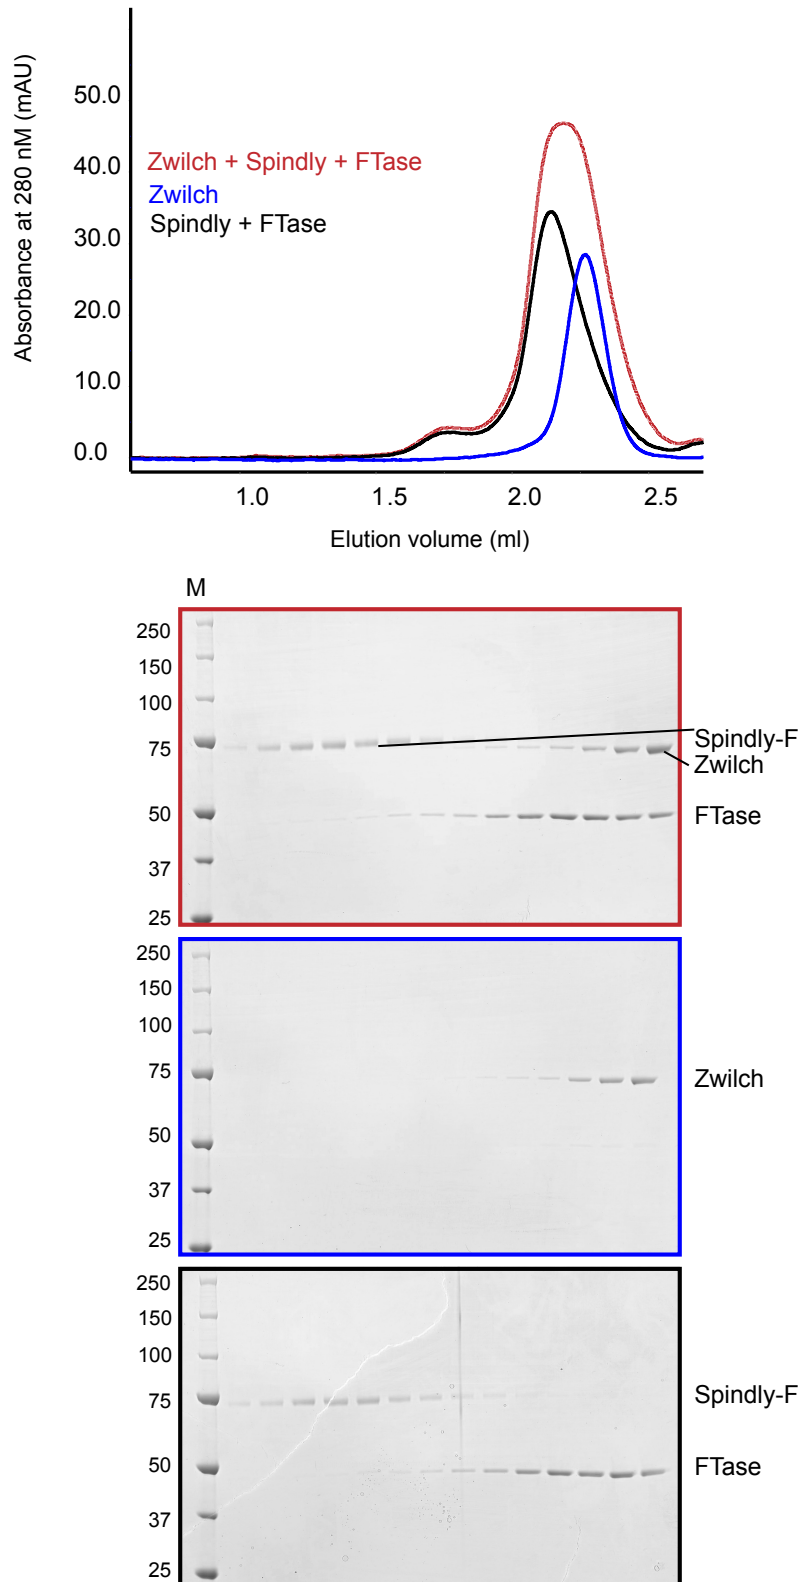 Absorbance at 280 nM (mAU)
50.0
40.0
30.0
20.0
10.0
0.0
Zwilch + Spindly + FTase
Zwilch
Spindly + FTase
1.0 1.5 2.0 2.5
Elution volume (ml)
M
250
150
100
75
50
37
25
Spindly-F
Zwilch
FTase
250
150
100
75
50
37
25
Zwilch
250
150
100
75
50
37
25
Spindly-F
FTase